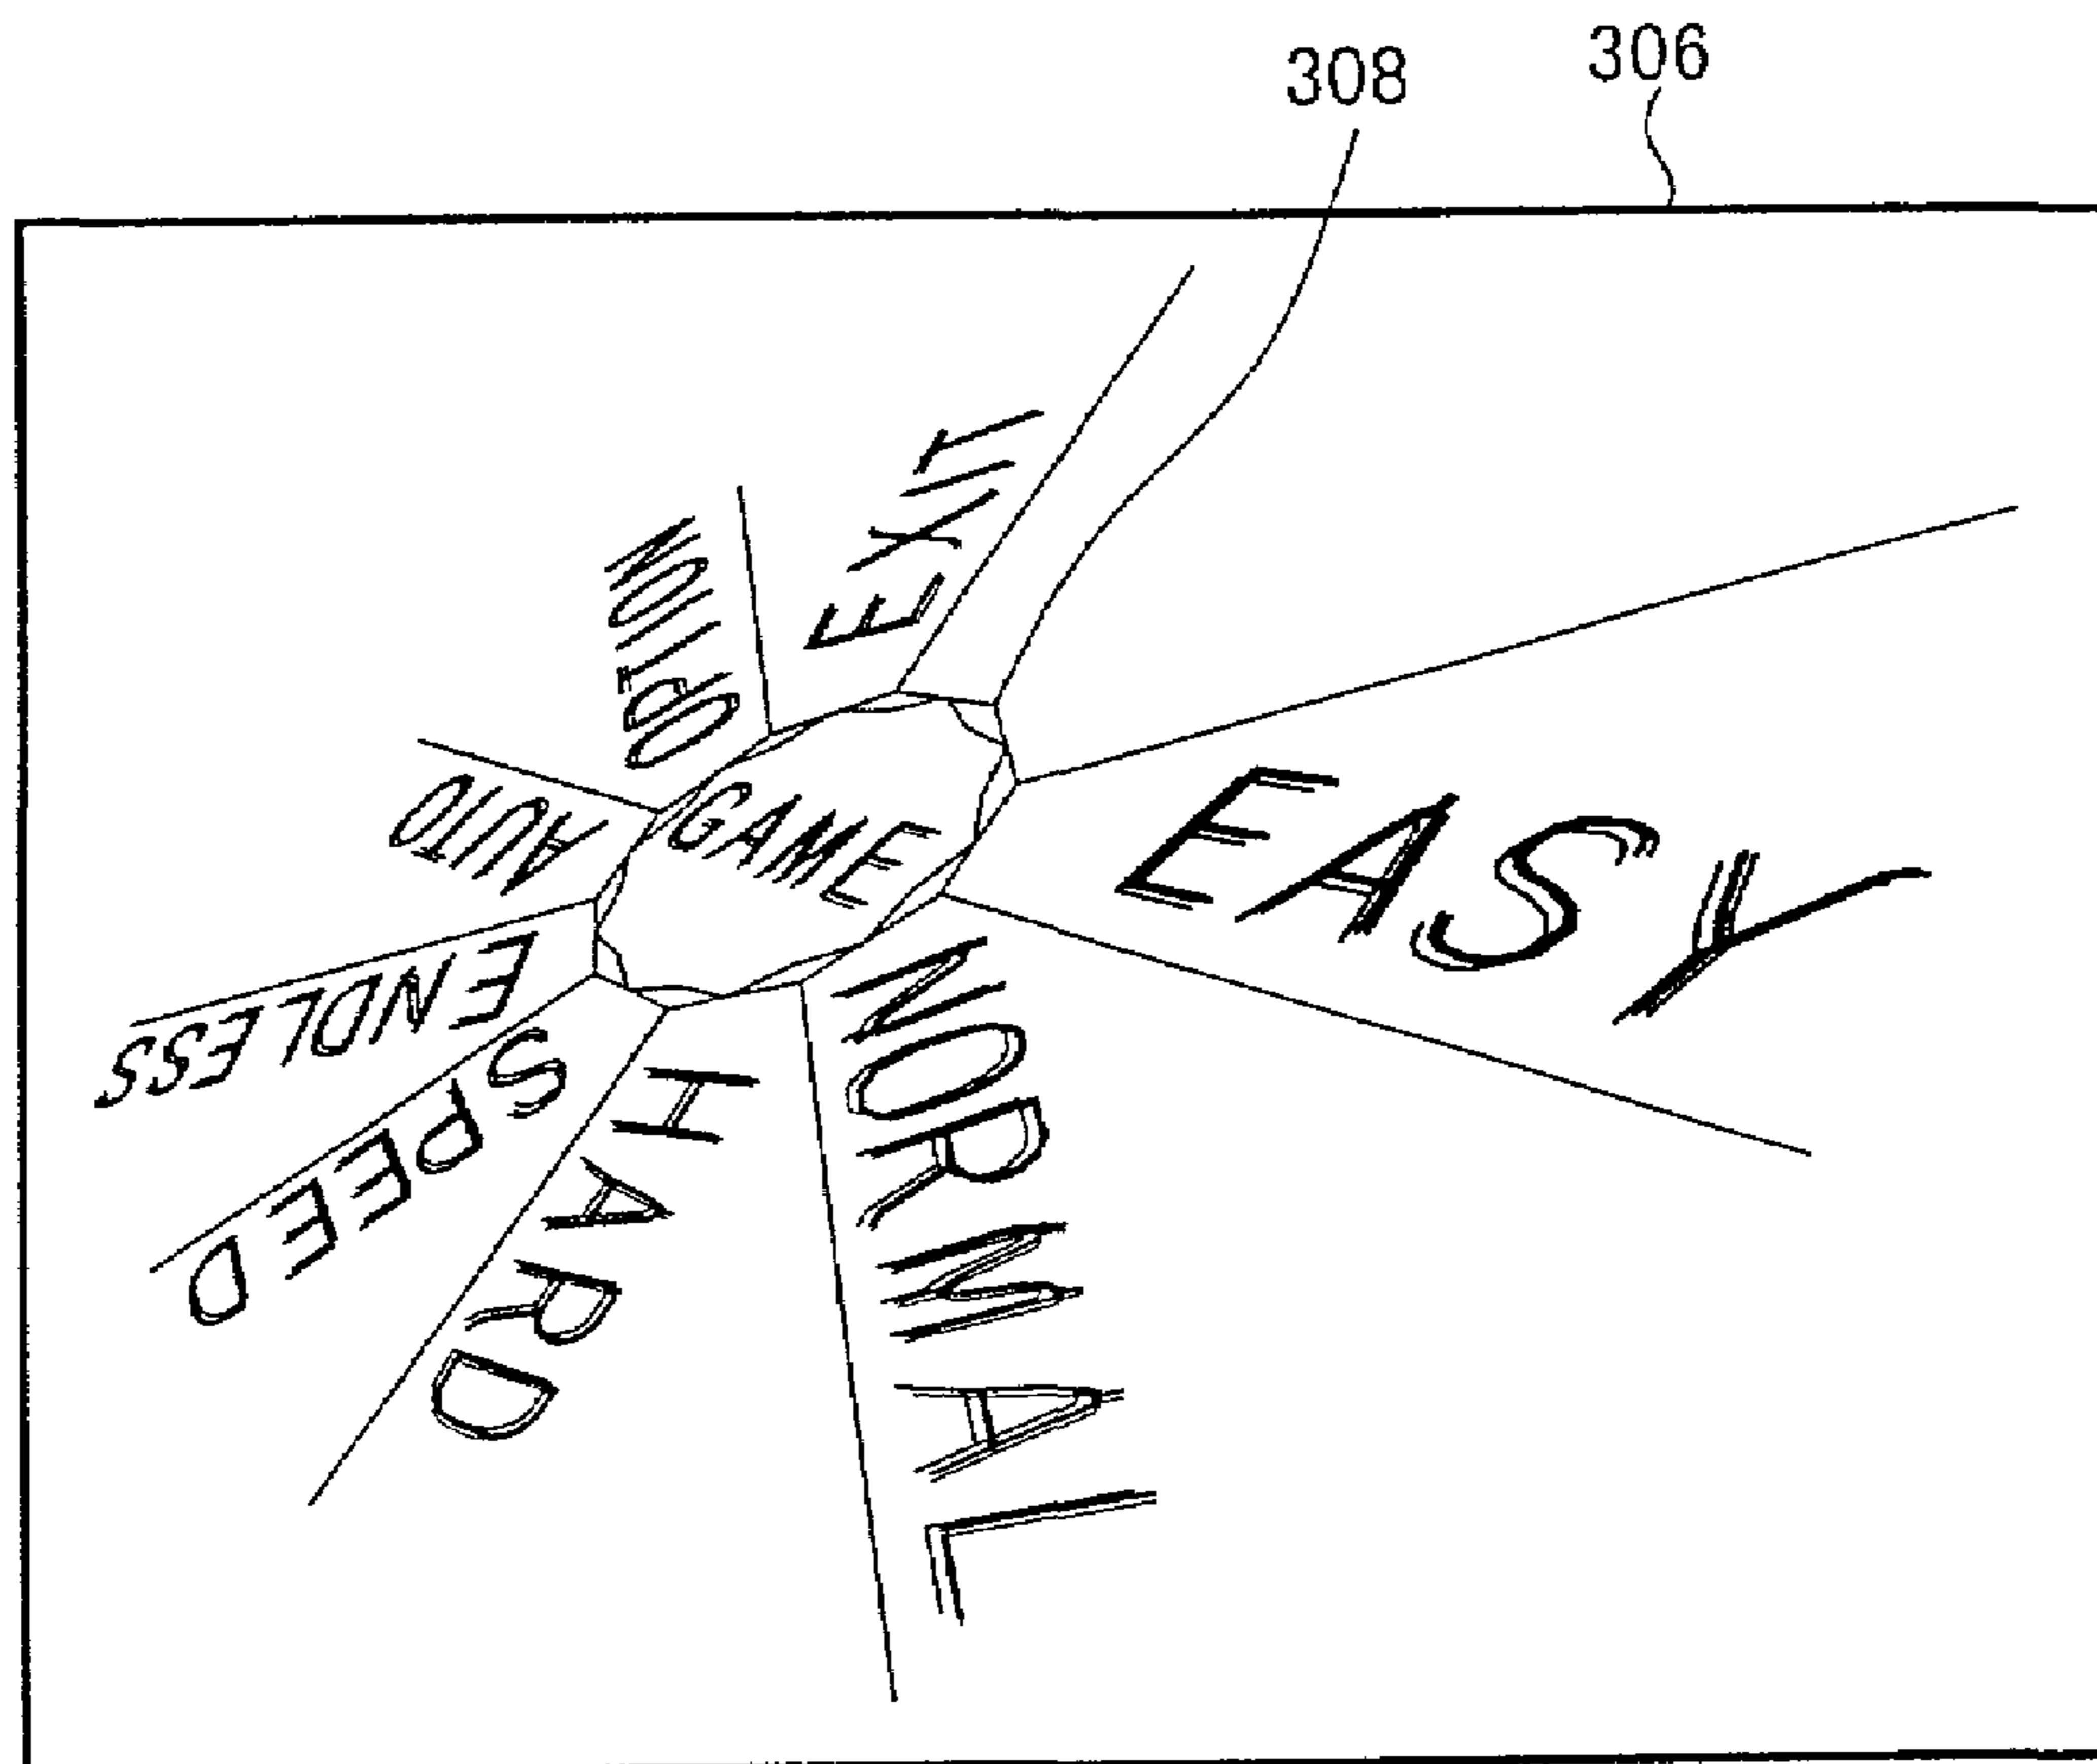 308
306
EXIT
OPTION
AUTO
GAME
EASY
ENDLESS
SPEED
HARD
NORMAL